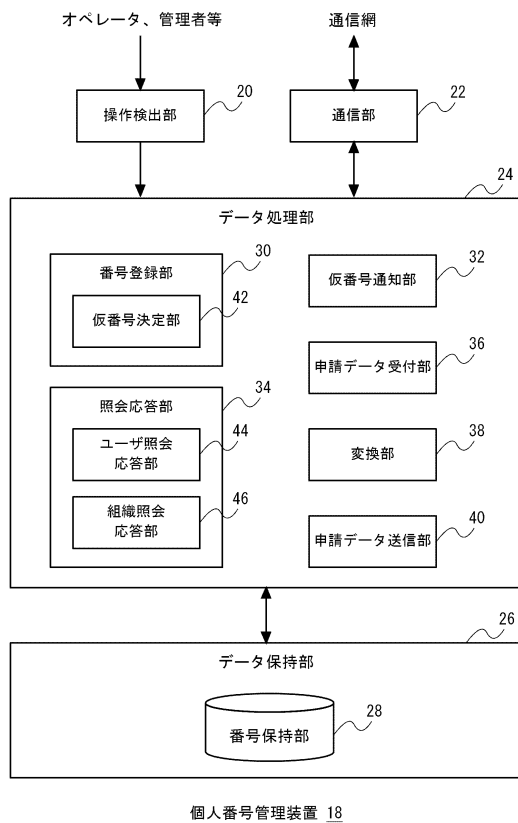 オペレータ、管理者等
通信網
20
操作検出部
22
通信部
24
データ処理部
30
番号登録部
42
仮番号決定部
32
仮番号通知部
36
申請データ受付部
34
照会応答部
44
ユーザ照会
応答部
38
変換部
46
組織照会
応答部
40
申請データ送信部
26
データ保持部
28
番号保持部
個人番号管理装置 18